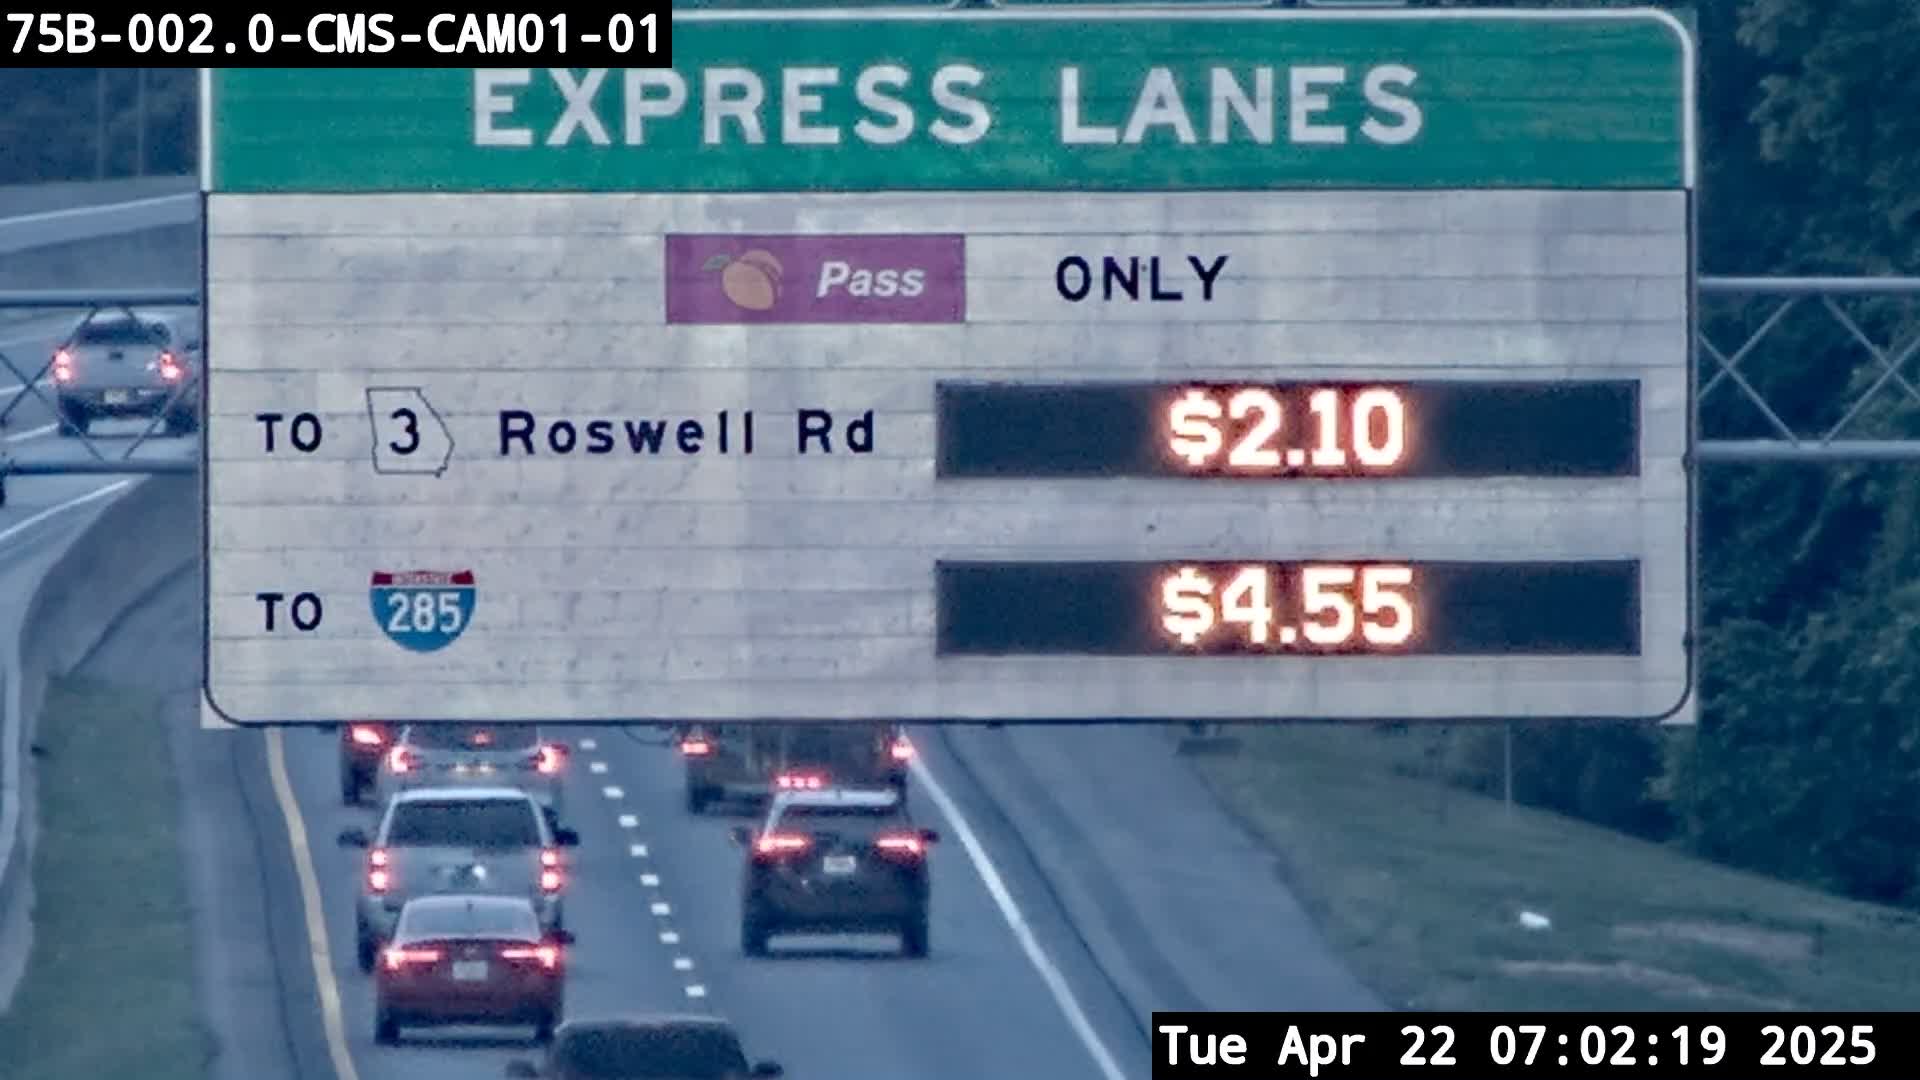 75B-002.0-CMS-CAM01-01
EXPRESS LANES
Pass ONLY
TO 3 Roswell Rd $2.10
TO 285 $4.55
Tue Apr 22 07:02:19 2025